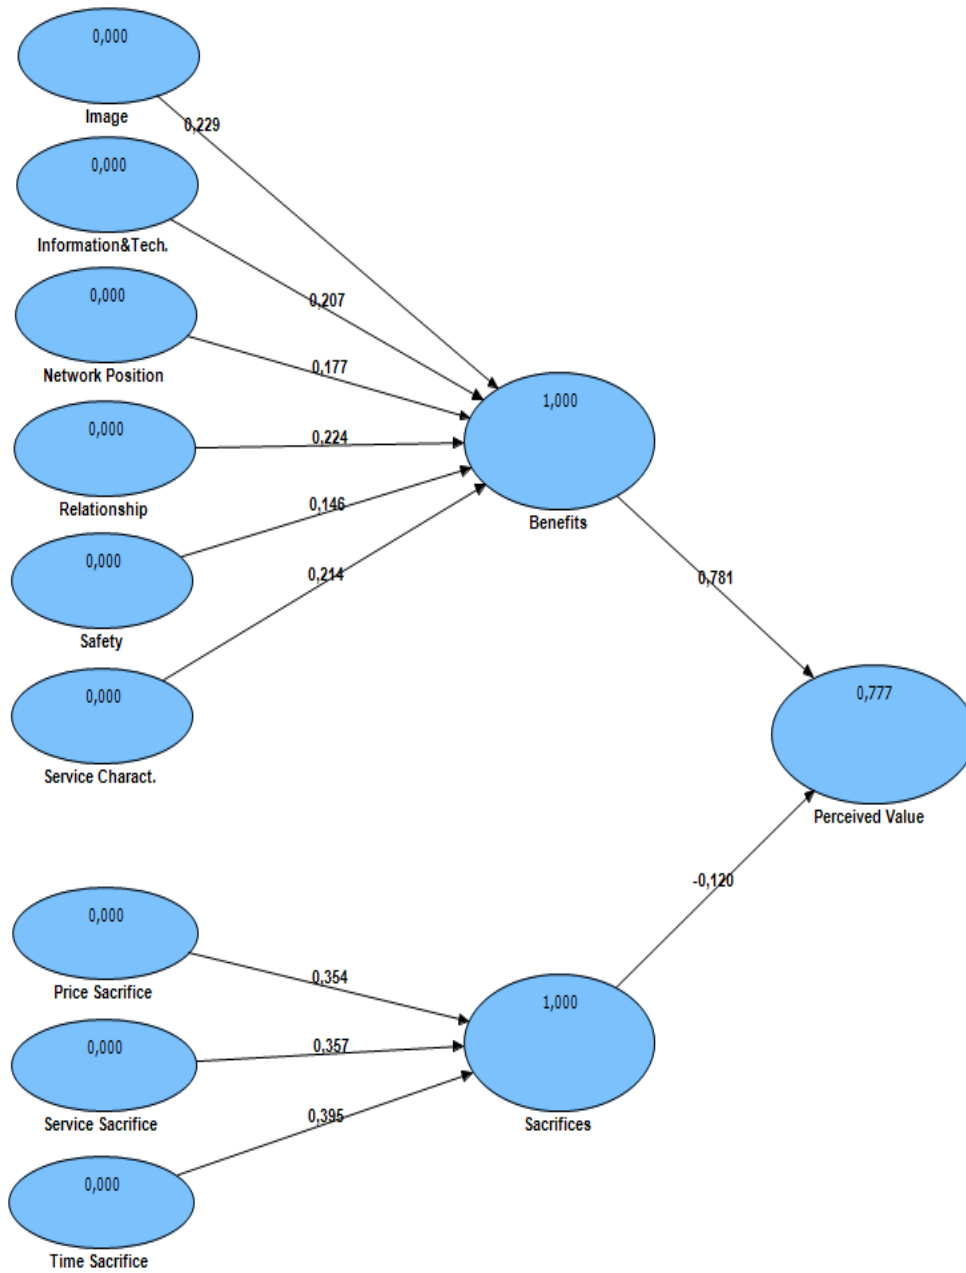 0,000
Image
0,229
0,000
Information&Tech.
0,207
0,000
Network Position
0,177
0,000
Relationship
0,224
0,000
Safety
0,146
0,000
Service Charact.
0,214
1,000
Benefits
0,781
0,777
Perceived Value
-0,120
0,000
Price Sacrifice
0,354
0,000
Service Sacrifice
0,357
0,000
Time Sacrifice
0,395
1,000
Sacrifices